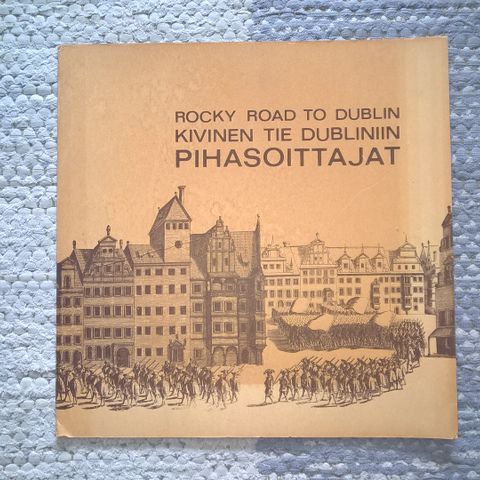 ROCKY ROAD TO DUBLIN
KIVINEN TIE DUBLINIIN
PIHASOITTAJAT